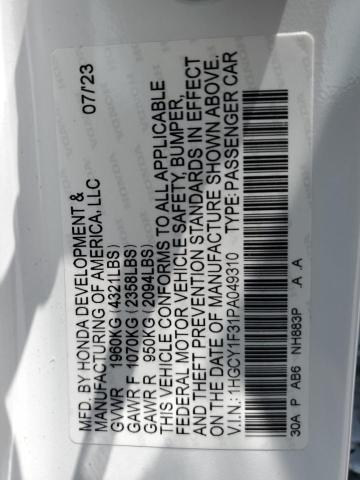 MFD. BY HONDA DEVELOPMENT & 07/'23
MANUFACTURING OF AMERICA, LLC
GVWR 1960KG (4321LBS)
GAWR F 1070KG (2358LBS)
GAWR R 950KG (2094LBS)
THIS VEHICLE CONFORMS TO ALL APPLICABLE
FEDERAL MOTOR VEHICLE SAFETY, BUMPER,
AND THEFT PREVENTION STANDARDS IN EFFECT
ON THE DATE OF MANUFACTURE SHOWN ABOVE.
V.I.N.: 1HGCY1F31PA049310 TYPE: PASSENGER CAR
30A P AB6 NH883P A A